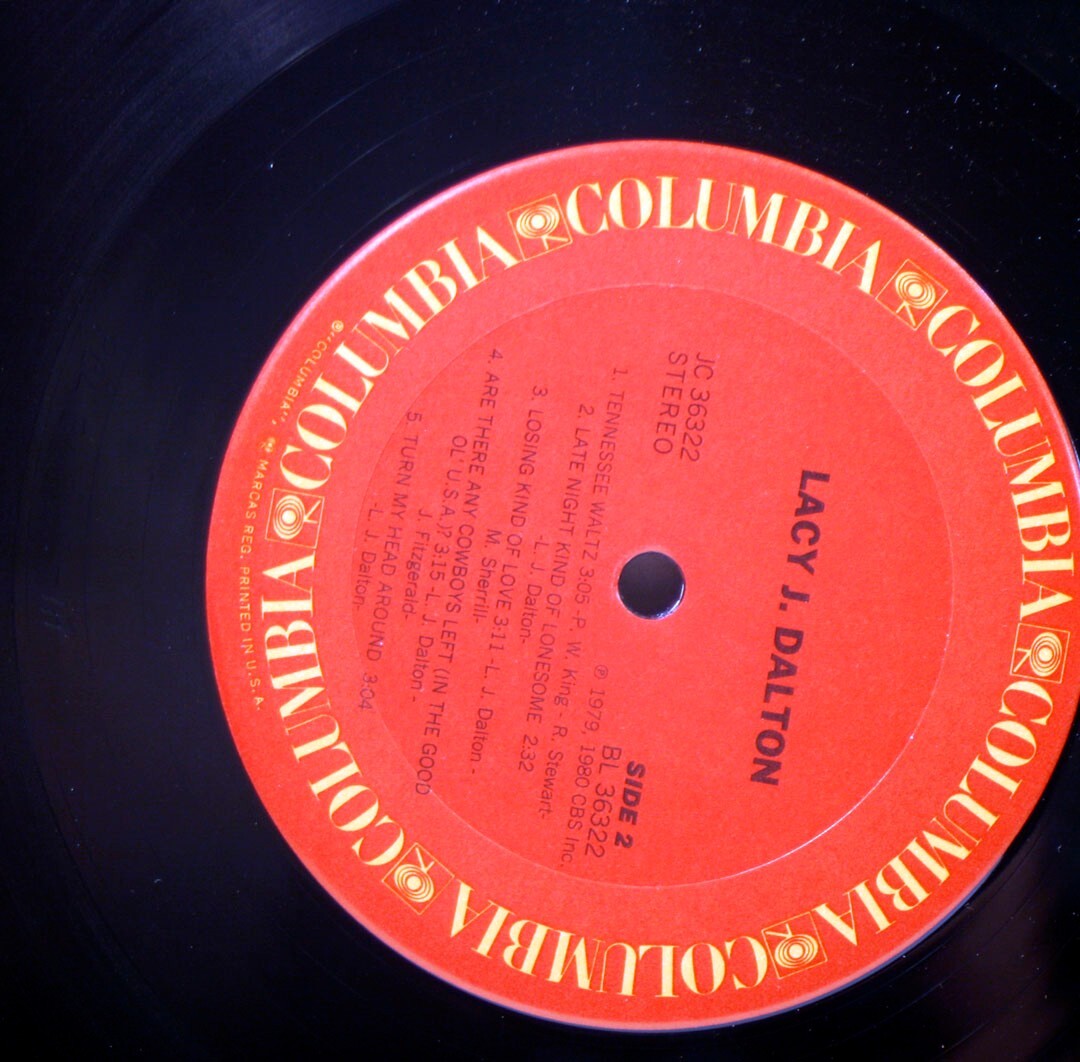 COLUMBIA COLUMBIA COLUMBIA COLUMBIA COLUMBIA COLUMBIA COLUMBIA
LACY J. DALTON
JC 36322
STEREO
SIDE 2
BL 36322
℗ 1979, 1980 CBS Inc.
1. TENNESSEE WALTZ 3:05 -P. W. King - R. Stewart-
2. LATE NIGHT KIND OF LONESOME 2:32
-L. J. Dalton-
3. LOSING KIND OF LOVE 3:11 -L. J. Dalton -
M. Sherrill-
4. ARE THERE ANY COWBOYS LEFT (IN THE GOOD
OL' U.S.A.)? 3:15 -L. J. Dalton -
J. Fitzgerald-
5. TURN MY HEAD AROUND 3:04
-L. J. Dalton-
® "COLUMBIA", MARCAS REG. PRINTED IN U.S.A.